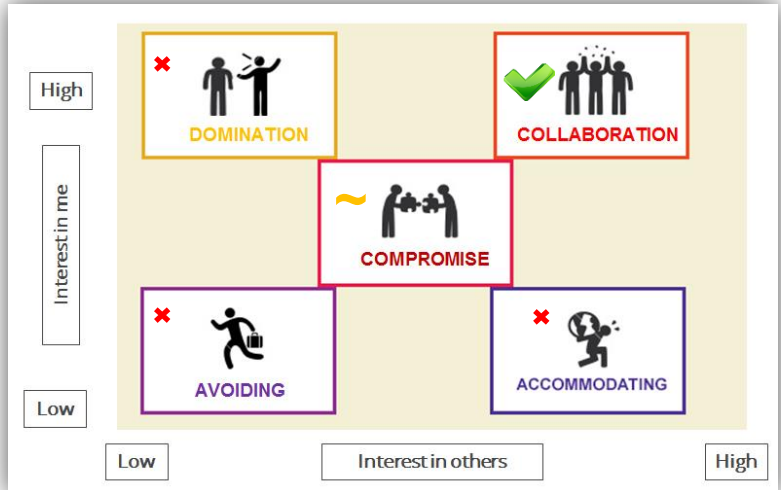 High
DOMINATION
COLLABORATION
Interest in me
COMPROMISE
AVOIDING
ACCOMMODATING
Low
Low
Interest in others
High